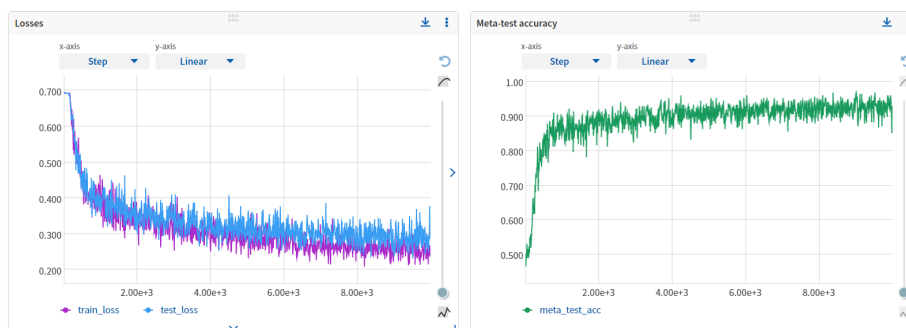 Losses
x-axis y-axis
Step Linear
0.700
0.600
0.500
0.400
0.300
0.200
2.00e+3 4.00e+3 6.00e+3 8.00e+3
train_loss test_loss
Meta-test accuracy
x-axis y-axis
Step Linear
1.00
0.900
0.800
0.700
0.600
0.500
2.00e+3 4.00e+3 6.00e+3 8.00e+3
meta_test_acc